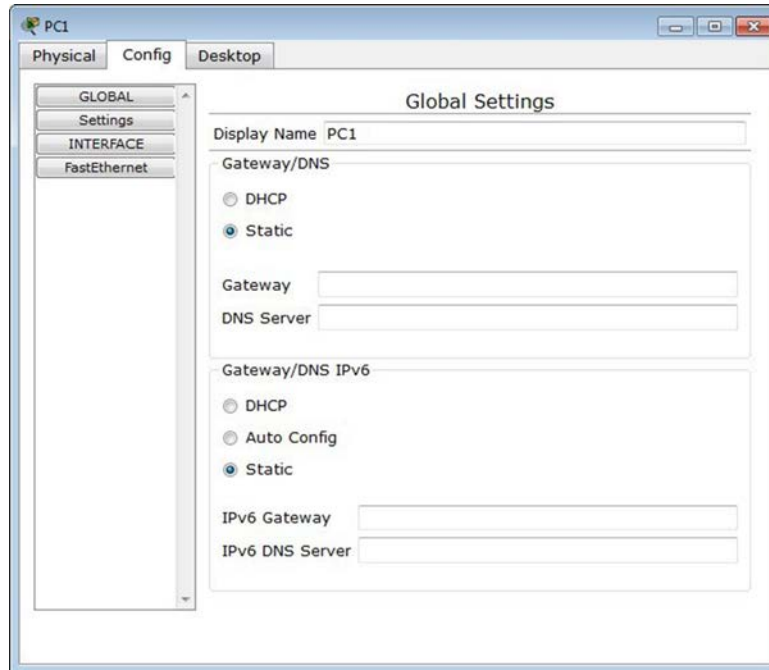 PC1
Physical Config Desktop
GLOBAL
Settings
INTERFACE
FastEthernet
Global Settings
Display Name PC1
Gateway/DNS
DHCP
Static
Gateway
DNS Server
Gateway/DNS IPv6
DHCP
Auto Config
Static
IPv6 Gateway
IPv6 DNS Server